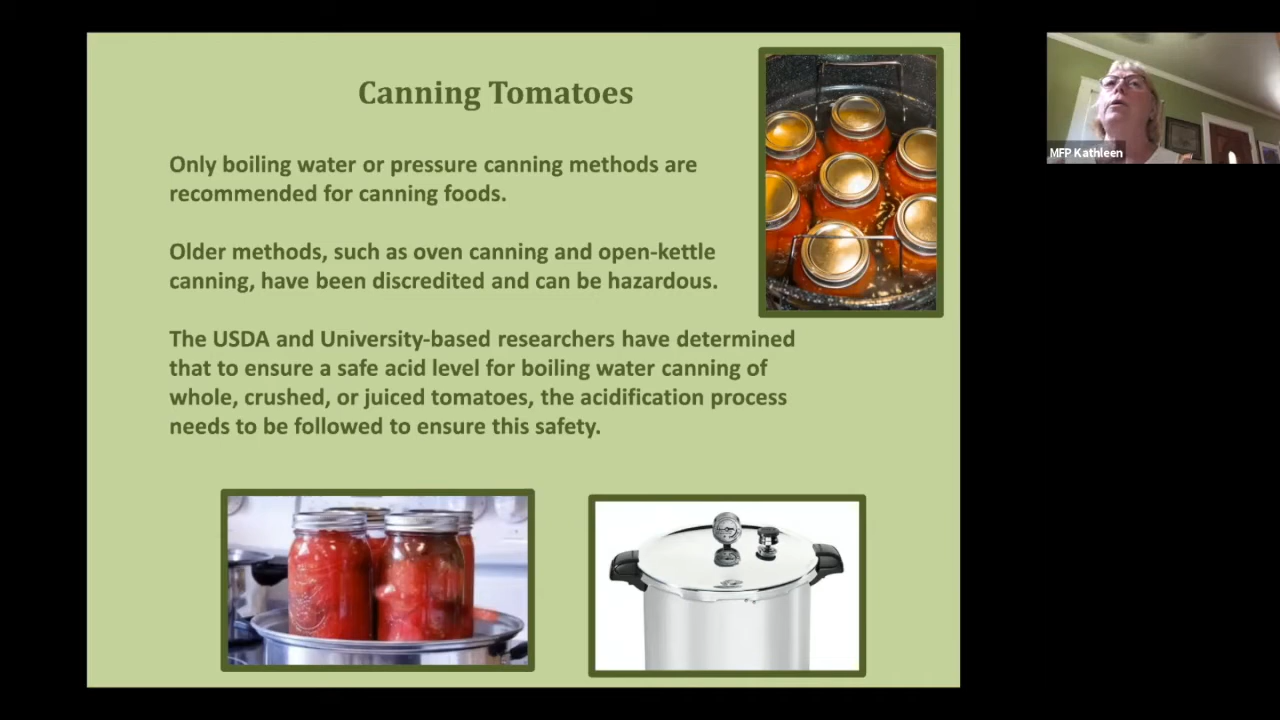 Canning Tomatoes
Only boiling water or pressure canning methods are
recommended for canning foods.
Older methods, such as oven canning and open-kettle
canning, have been discredited and can be hazardous.
The USDA and University-based researchers have determined
that to ensure a safe acid level for boiling water canning of
whole, crushed, or juiced tomatoes, the acidification process
needs to be followed to ensure this safety.
MFP Kathleen